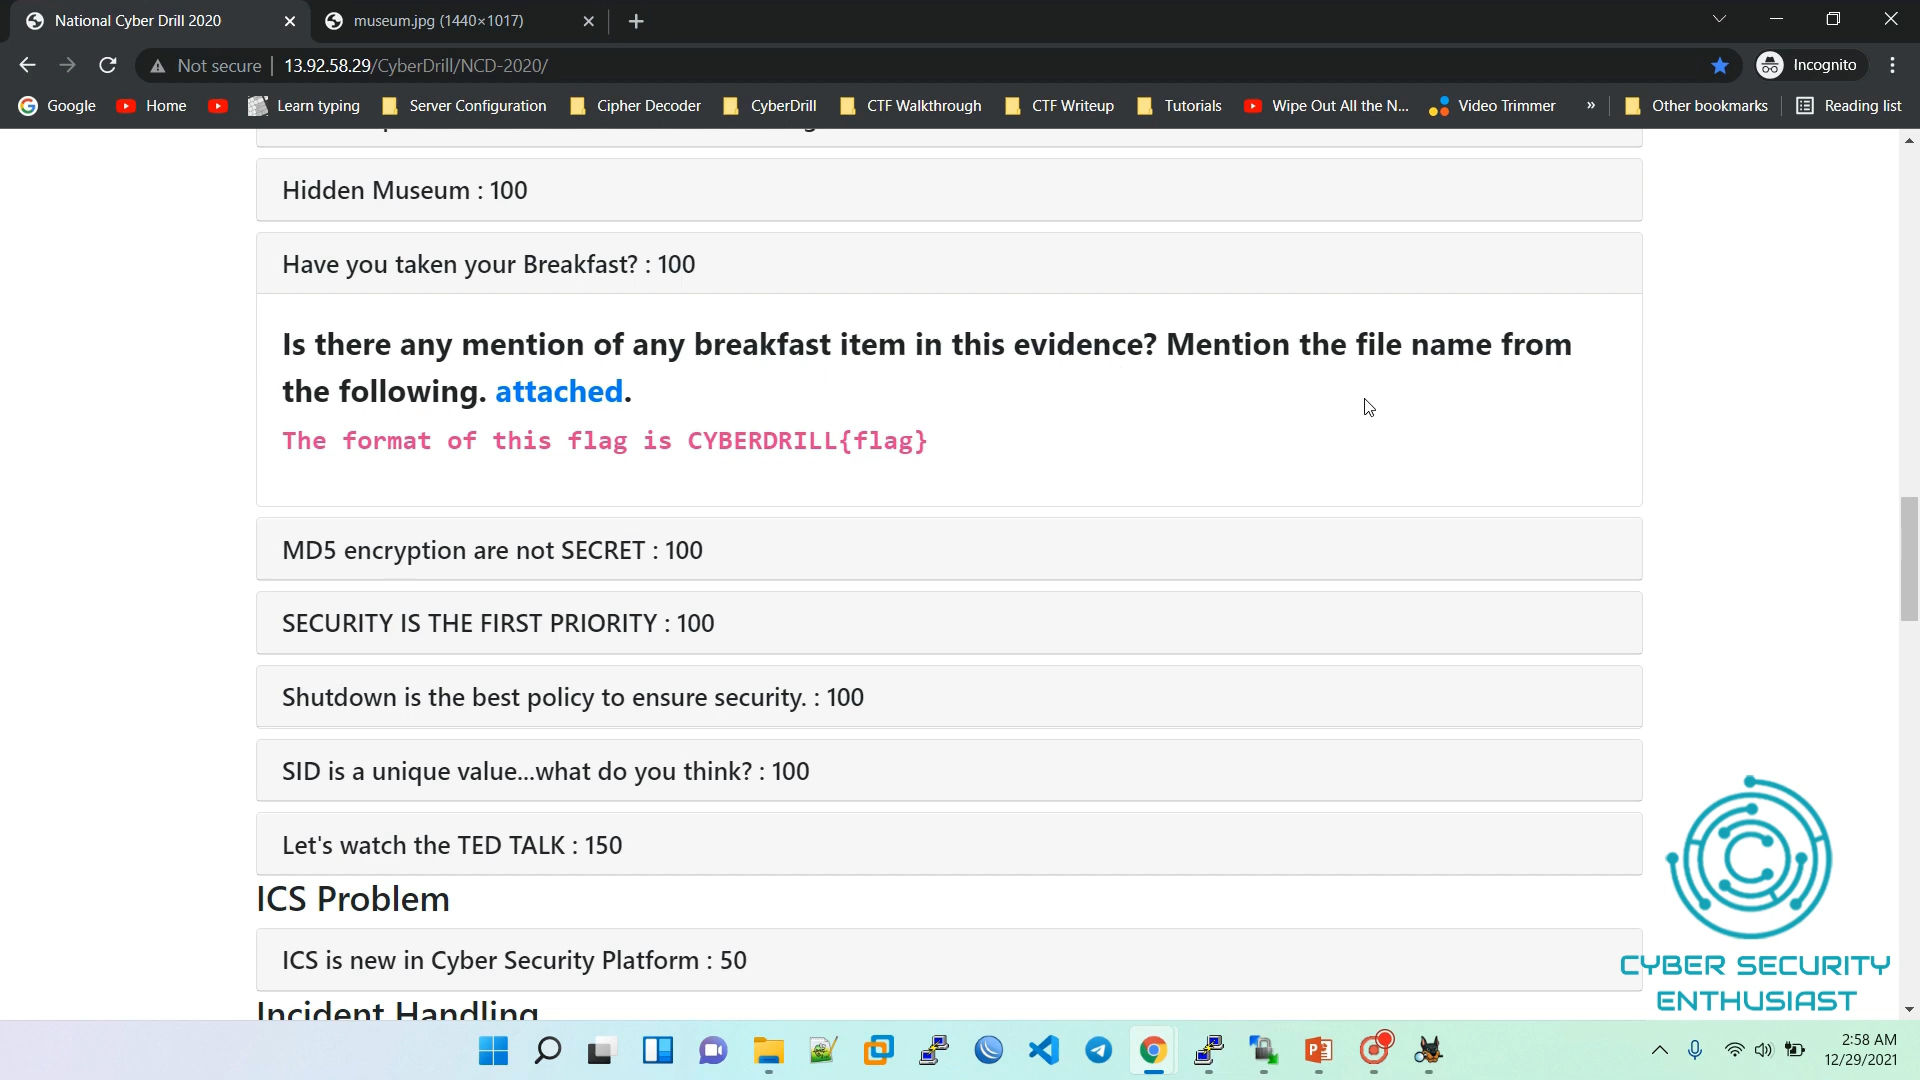 National Cyber Drill 2020
museum.jpg (1440×1017)
Not secure
13.92.58.29/CyberDrill/NCD-2020/
Incognito
Google
Home
Learn typing
Server Configuration
Cipher Decoder
CyberDrill
CTF Walkthrough
CTF Writeup
Tutorials
Wipe Out All the N...
Video Trimmer
»
Other bookmarks
Reading list
Hidden Museum : 100
Have you taken your Breakfast? : 100
Is there any mention of any breakfast item in this evidence? Mention the file name from
the following. attached.
The format of this flag is CYBERDRILL{flag}
MD5 encryption are not SECRET : 100
SECURITY IS THE FIRST PRIORITY : 100
Shutdown is the best policy to ensure security. : 100
SID is a unique value...what do you think? : 100
Let's watch the TED TALK : 150
ICS Problem
ICS is new in Cyber Security Platform : 50
Incident Handling
CYBER SECURITY
ENTHUSIAST
2:58 AM
12/29/2021